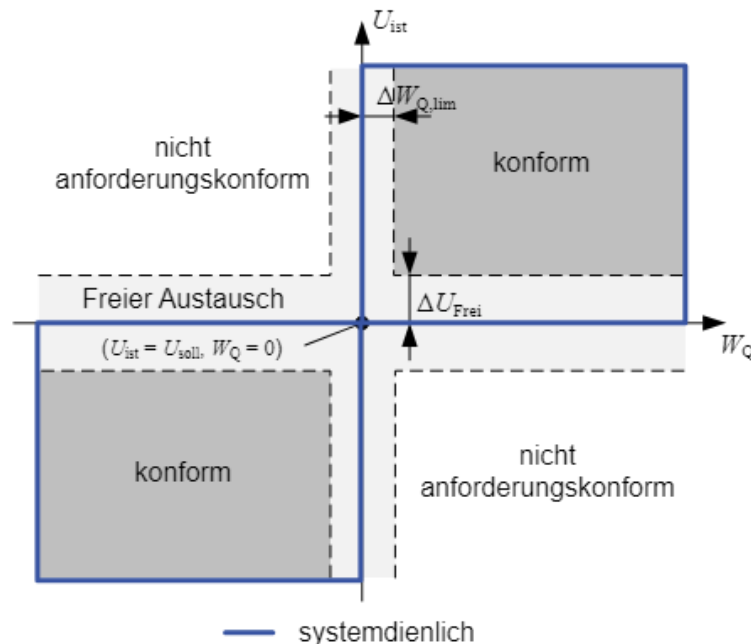 U_ist
ΔW_Q,lim
nicht
anforderungskonform
konform
Freier Austausch
ΔU_Frei
(U_ist = U_soll, W_Q = 0)
W_Q
konform
nicht
anforderungskonform
systemdienlich